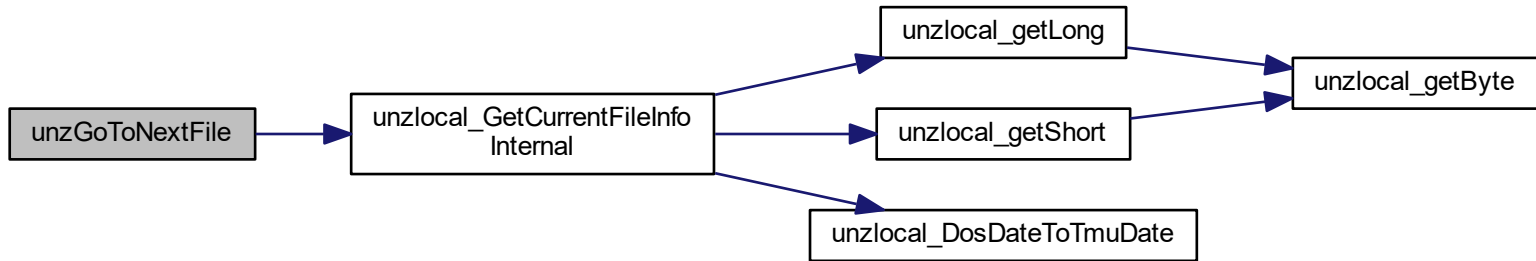 unzGoToNextFile
unzlocal_GetCurrentFileInfo
Internal
unzlocal_getLong
unzlocal_getShort
unzlocal_DosDateToTmuDate
unzlocal_getByte